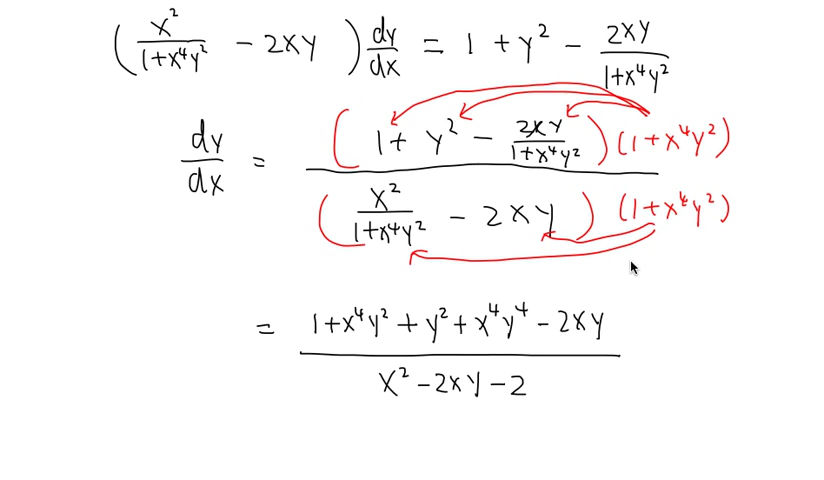 (x²/(1+x⁴y²) - 2xy) dy/dx = 1 + y² - 2xy/(1+x⁴y²)
dy/dx = (1 + y² - 2xy/(1+x⁴y²)) (1+x⁴y²) / (x²/(1+x⁴y²) - 2xy) (1+x⁴y²)
= (1+x⁴y² + y² + x⁴y⁴ - 2xy) / (x² - 2xy - 2